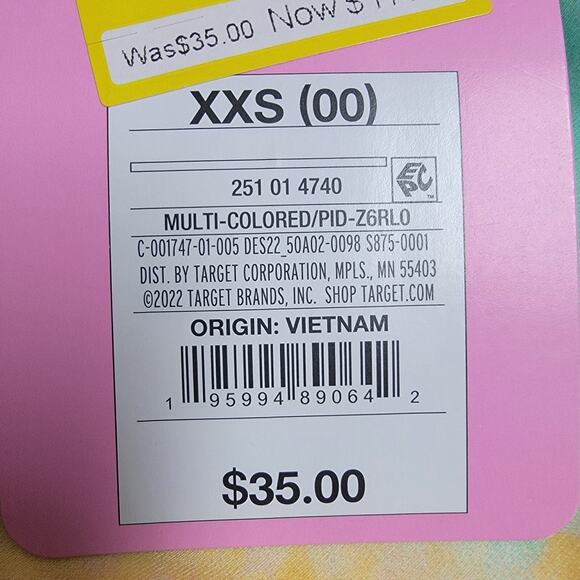 Was$35.00 Now $
XXS (00)
251 01 4740
EPC
TM
MULTI-COLORED/PID-Z6RL0
C-001747-01-005 DES22_50A02-0098 S875-0001
DIST. BY TARGET CORPORATION, MPLS., MN 55403
©2022 TARGET BRANDS, INC. SHOP TARGET.COM
ORIGIN: VIETNAM
1 95994 89064 2
$35.00